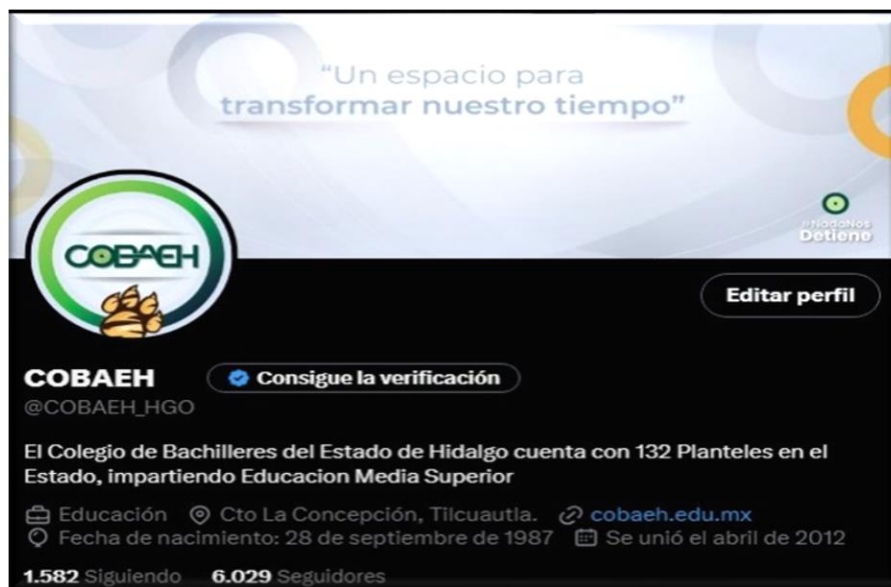 “Un espacio para
transformar nuestro tiempo”
#NadaNos
Detiene
COBAEH
Editar perfil
COBAEH Consigue la verificación
@COBAEH_HGO
El Colegio de Bachilleres del Estado de Hidalgo cuenta con 132 Planteles en el
Estado, impartiendo Educacion Media Superior
Educación Cto La Concepción, Tilcuautla. cobaeh.edu.mx
Fecha de nacimiento: 28 de septiembre de 1987 Se unió el abril de 2012
1.582 Siguiendo 6.029 Seguidores